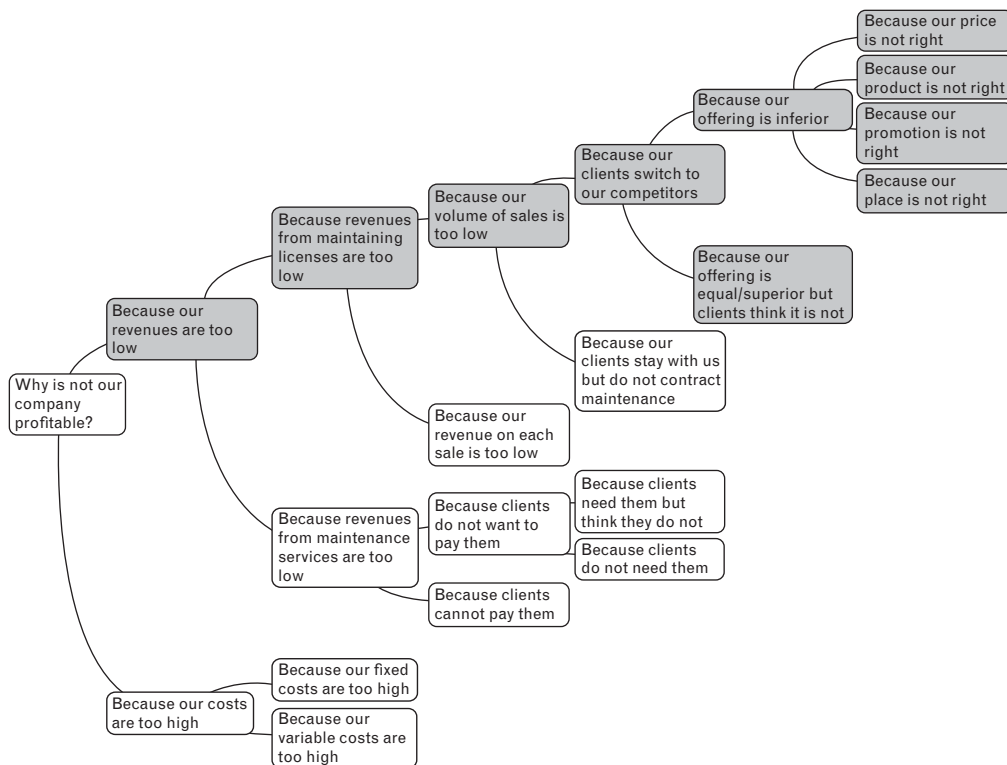 Because our price
is not right
Because our
product is not right
Because our
promotion is not
right
Because our
place is not right
Because our
offering is inferior
Because our
clients switch to
our competitors
Because our
volume of sales is
too low
Because revenues
from maintaining
licenses are too
low
Because our
offering is
equal/superior but
clients think it is not
Because our
revenues are too
low
Because our
clients stay with us
but do not contract
maintenance
Why is not our
company
profitable?
Because our
revenue on each
sale is too low
Because revenues
from maintenance
services are too
low
Because clients
do not want to
pay them
Because clients
need them but
think they do not
Because clients
do not need them
Because clients
cannot pay them
Because our costs
are too high
Because our fixed
costs are too high
Because our
variable costs are
too high